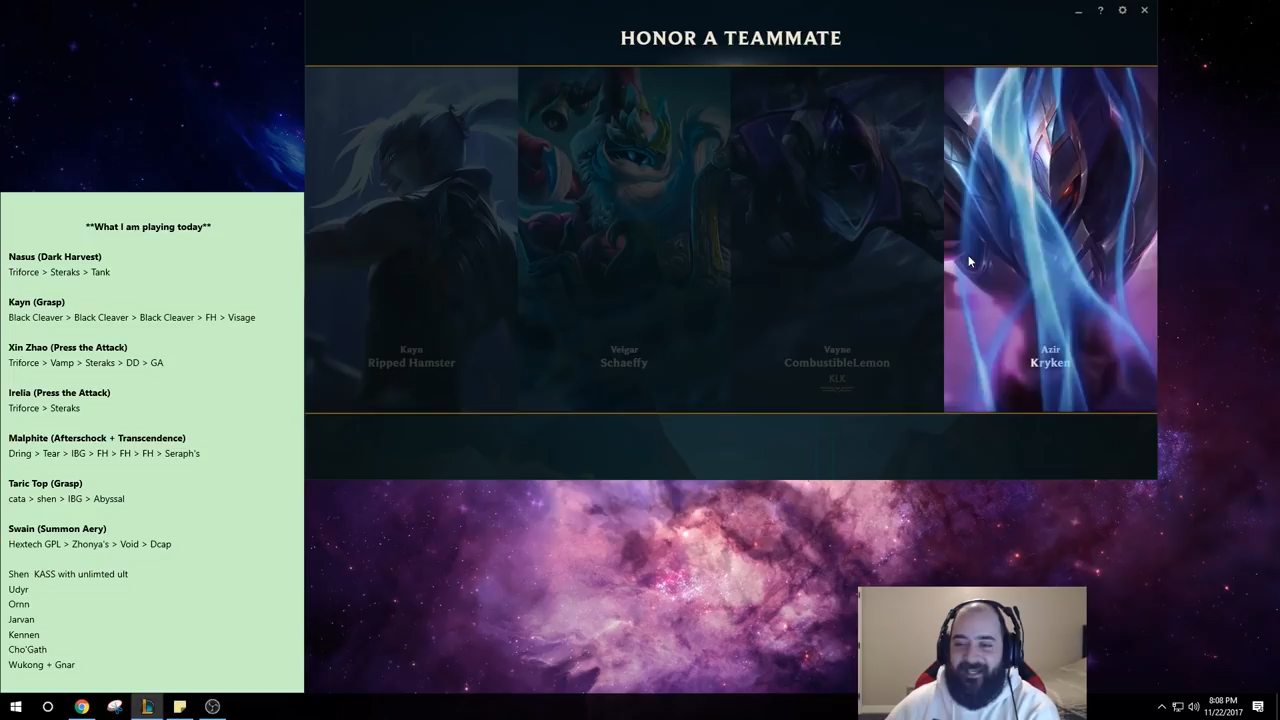 HONOR A TEAMMATE
Kayn
Ripped Hamster
Veigar
Schaeffy
Vayne
CombustibleLemon
KLK
Azir
Kryken
**What I am playing today**
Nasus (Dark Harvest)
Triforce > Steraks > Tank
Kayn (Grasp)
Black Cleaver > Black Cleaver > Black Cleaver > FH > Visage
Xin Zhao (Press the Attack)
Triforce > Vamp > Steraks > DD > GA
Irelia (Press the Attack)
Triforce > Steraks
Malphite (Afterschock + Transcendence)
Dring > Tear > IBG > FH > FH > FH > Seraph's
Taric Top (Grasp)
cata > shen > IBG > Abyssal
Swain (Summon Aery)
Hextech GPL > Zhonya's > Void > Dcap
Shen  KASS with unlimted ult
Udyr
Ornn
Jarvan
Kennen
Cho'Gath
Wukong + Gnar
8:08 PM
11/22/2017